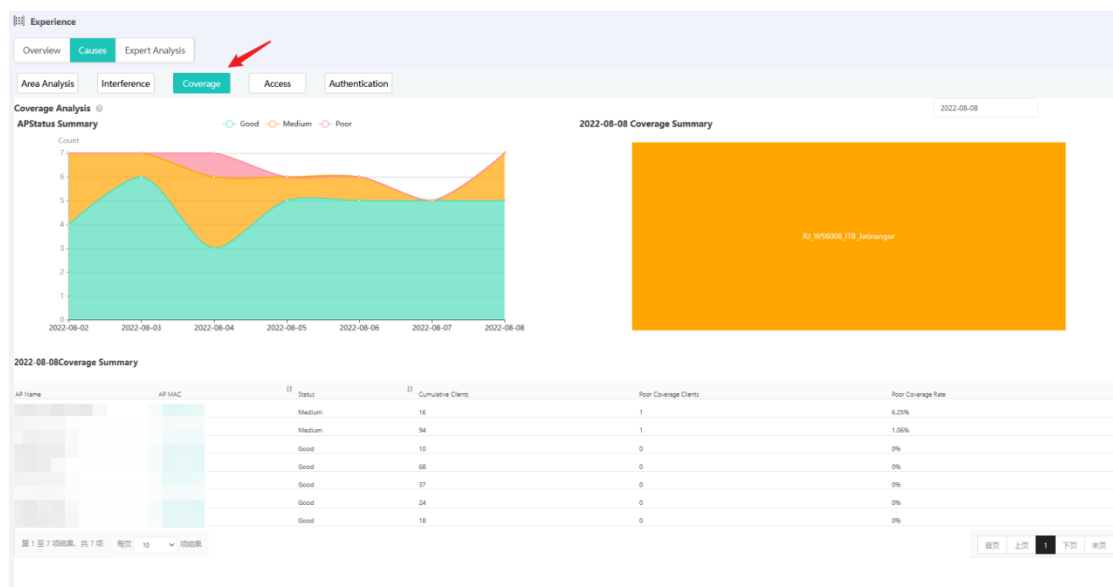 Experience
Overview Causes Expert Analysis
Area Analysis Interference Coverage Access Authentication
Coverage Analysis
2022-08-08
APStatus Summary Good Medium Poor 2022-08-08 Coverage Summary
Count
7
6
5
4
3
2
1
0
2022-08-02 2022-08-03 2022-08-04 2022-08-05 2022-08-06 2022-08-07 2022-08-08
RJ_WS6008_ITB_Jatinangor
2022-08-08Coverage Summary
AP Name AP MAC Status Cumulative Clients Poor Coverage Clients Poor Coverage Rate
Medium 16 1 6.25%
Medium 94 1 1.06%
Good 10 0 0%
Good 68 0 0%
Good 37 0 0%
Good 24 0 0%
Good 18 0 0%
第 1 至 7 项结果, 共 7 项 每页 10 项结果 首页 上页 1 下页 末页